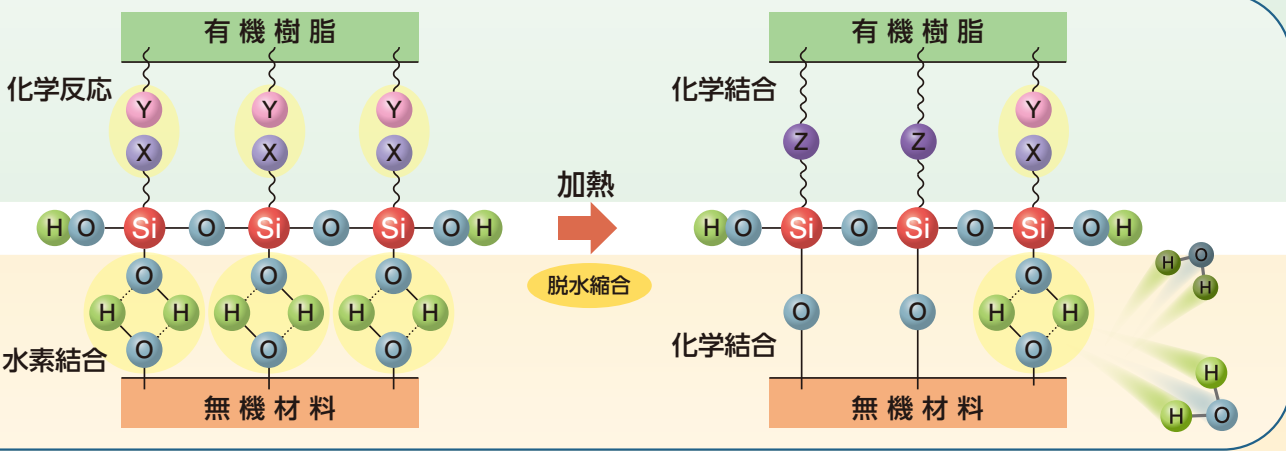 有機樹脂
化学反応
Y Y Y
X X X
H O Si O Si O Si O H
O O O
H H H H H H
O O O
水素結合
無機材料
加熱
脱水縮合
有機樹脂
化学結合
Y
Z Z X
H O Si O Si O Si O H
O
O O H H
O
化学結合
無機材料
H O
H
H
H O